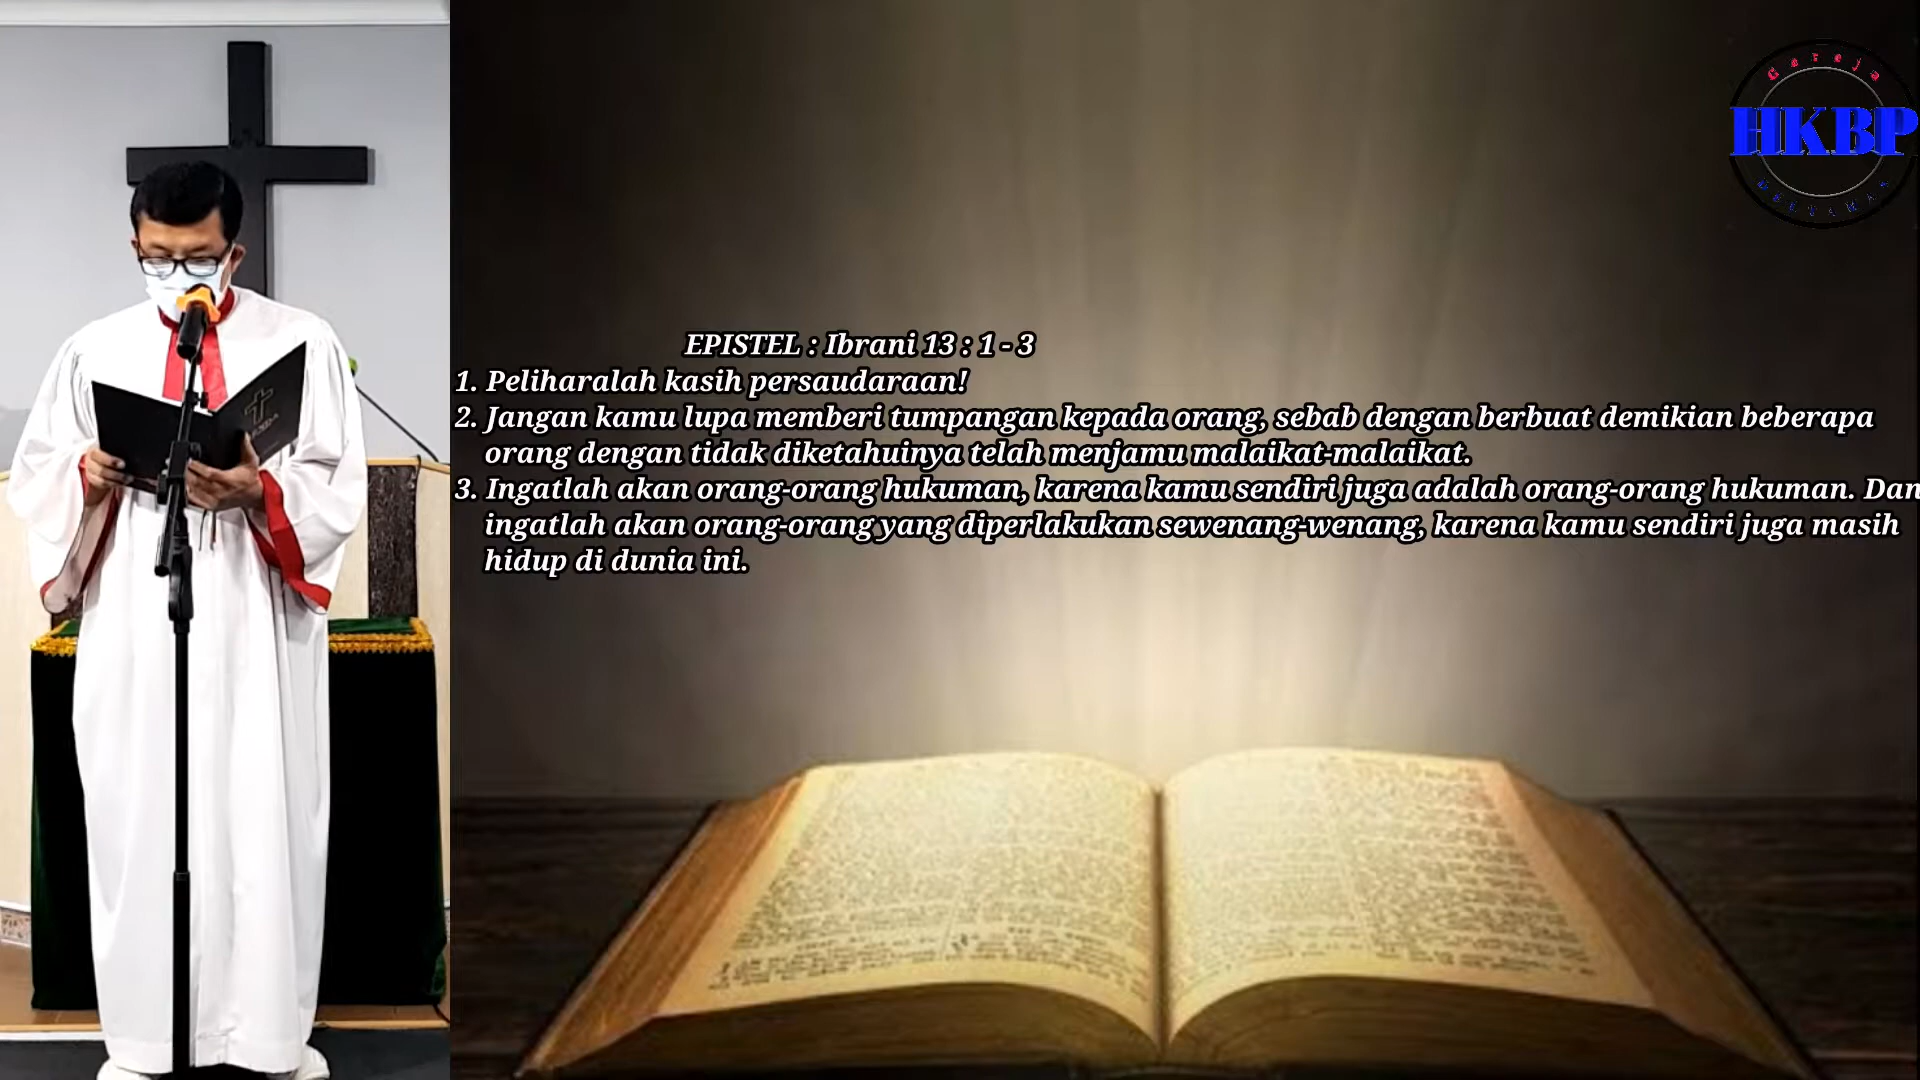 Gereja
HKBP
EPISTEL : Ibrani 13 : 1 - 3
1. Peliharalah kasih persaudaraan!
2. Jangan kamu lupa memberi tumpangan kepada orang, sebab dengan berbuat demikian beberapa
orang dengan tidak diketahuinya telah menjamu malaikat-malaikat.
3. Ingatlah akan orang-orang hukuman, karena kamu sendiri juga adalah orang-orang hukuman. Dan
ingatlah akan orang-orang yang diperlakukan sewenang-wenang, karena kamu sendiri juga masih
hidup di dunia ini.